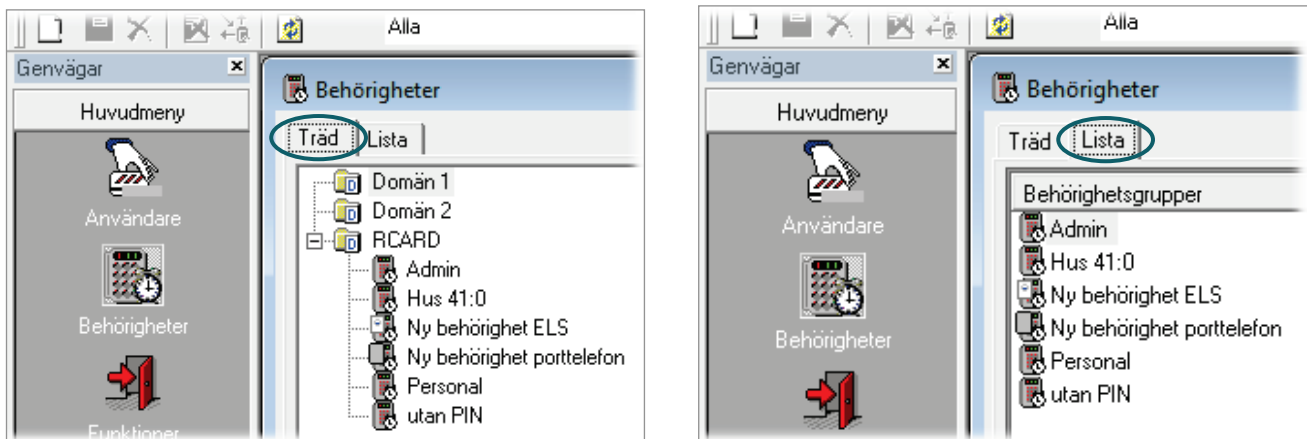 Alla
Genvägar
Huvudmeny
Användare
Behörigheter
Funktioner
Behörigheter
Träd Lista
Domän 1
Domän 2
RCARD
Admin
Hus 41:0
Ny behörighet ELS
Ny behörighet porttelefon
Personal
utan PIN
Alla
Genvägar
Huvudmeny
Användare
Behörigheter
Behörigheter
Träd Lista
Behörighetsgrupper
Admin
Hus 41:0
Ny behörighet ELS
Ny behörighet porttelefon
Personal
utan PIN